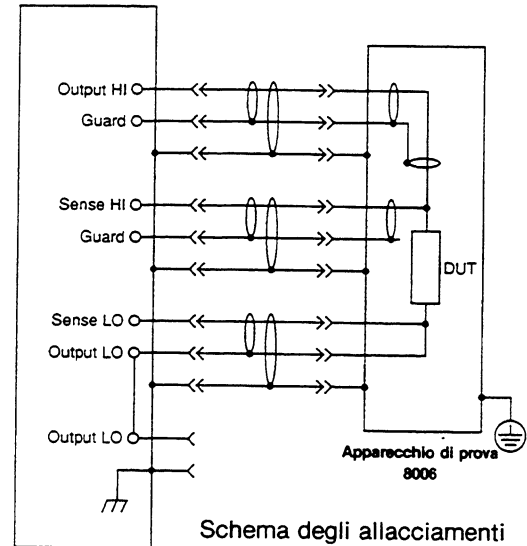 Output HI
Guard
Sense HI
Guard
Sense LO
Output LO
Output LO
DUT
Apparecchio di prova
8006
Schema degli allacciamenti